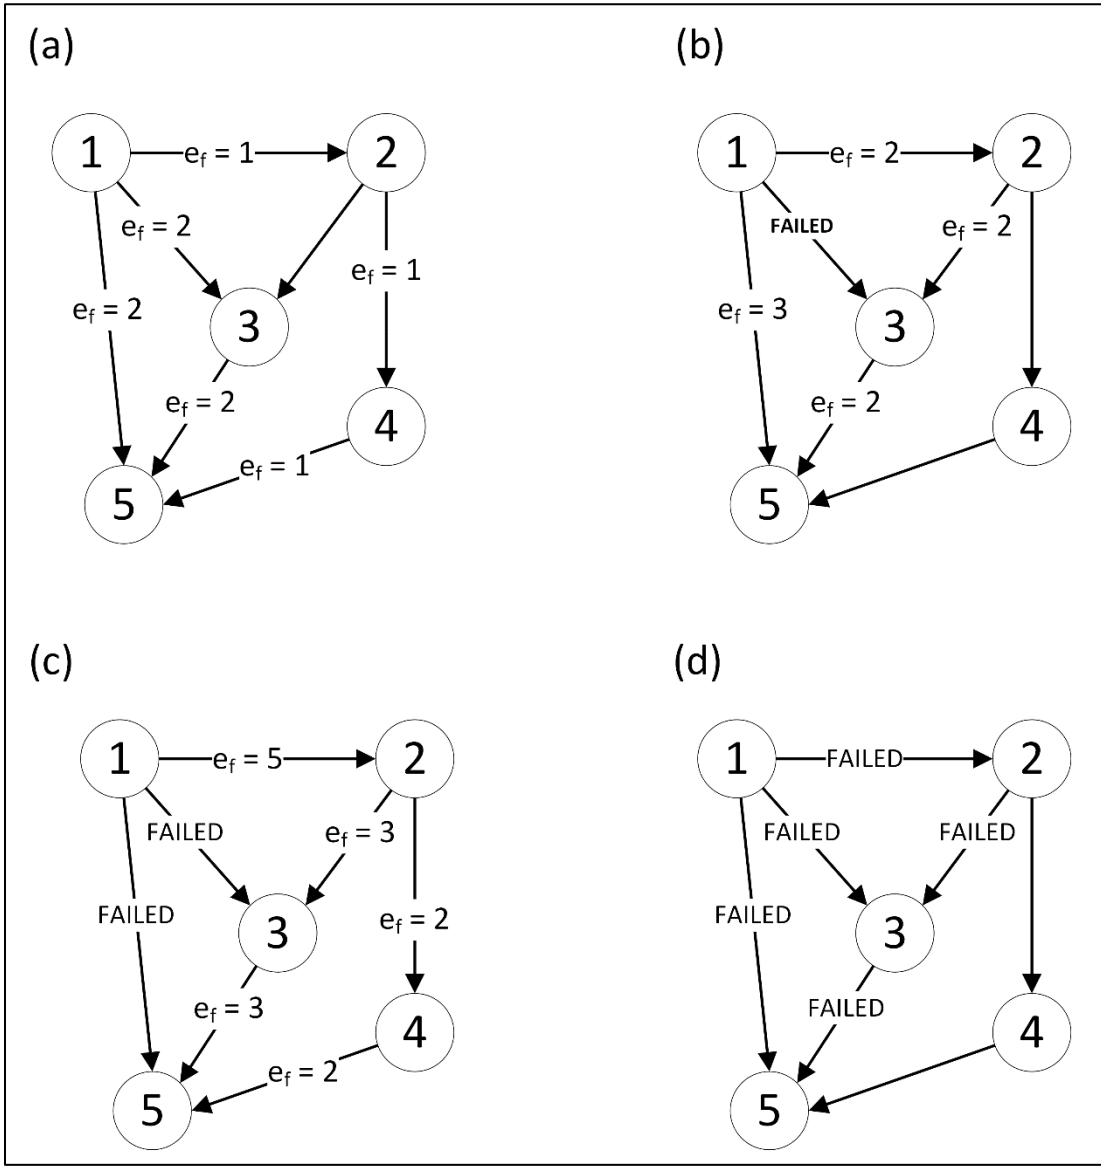 (a)
1 e_f = 1 2
e_f = 2
e_f = 1
e_f = 2 3
e_f = 2 4
e_f = 1
5
(b)
1 e_f = 2 2
FAILED e_f = 2
e_f = 3 3
e_f = 2 4
5
(c)
1 e_f = 5 2
FAILED e_f = 3
FAILED 3 e_f = 2
e_f = 3 4
e_f = 2
5
(d)
1 FAILED 2
FAILED FAILED
FAILED 3
FAILED 4
5